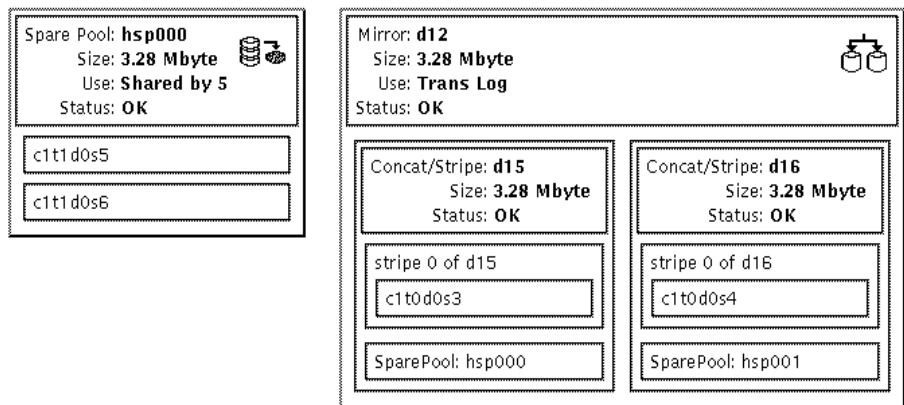 Spare Pool: hsp000
Size: 3.28 Mbyte
Use: Shared by 5
Status: OK
c1t1d0s5
c1t1d0s6
Mirror: d12
Size: 3.28 Mbyte
Use: Trans Log
Status: OK
Concat/Stripe: d15
Size: 3.28 Mbyte
Status: OK
stripe 0 of d15
c1t0d0s3
SparePool: hsp000
Concat/Stripe: d16
Size: 3.28 Mbyte
Status: OK
stripe 0 of d16
c1t0d0s4
SparePool: hsp001